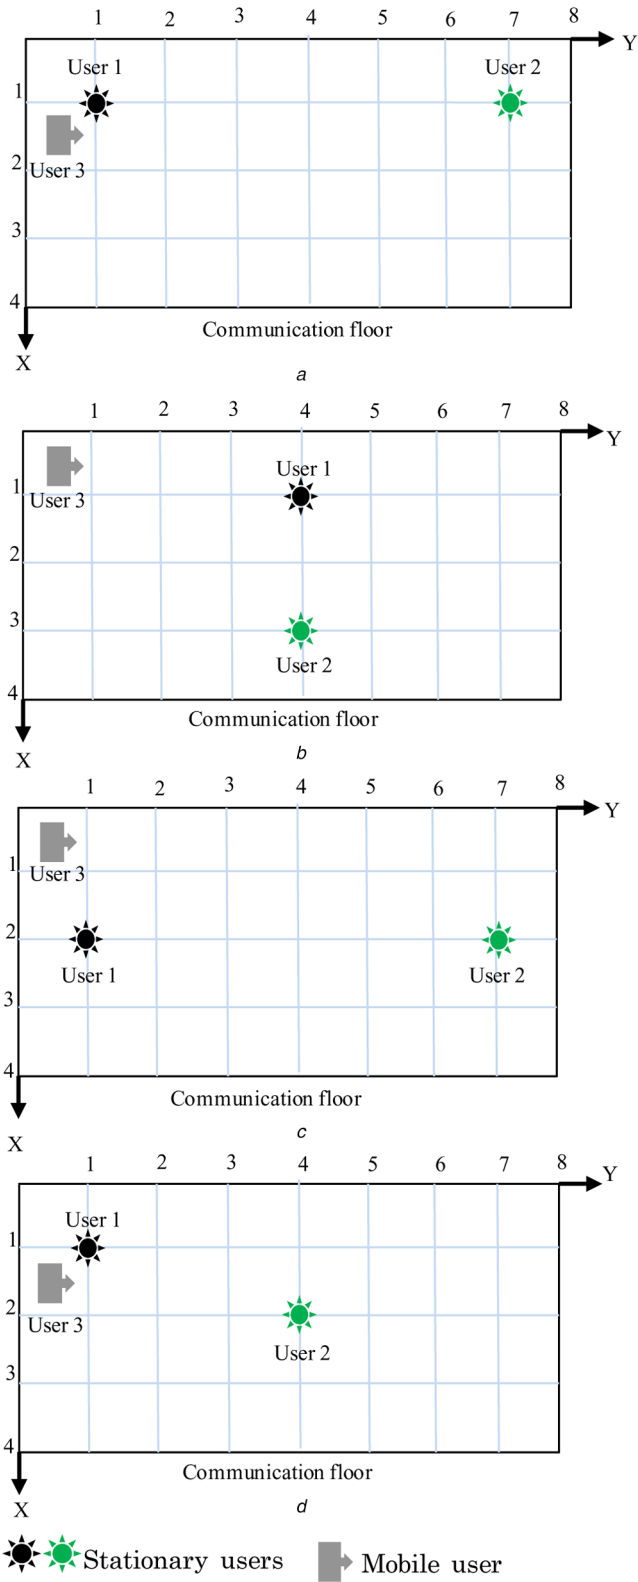 1 2 3 4 5 6 7 8
Y
User 1 User 2
1
User 3
2
3
4
Communication floor
X
a
1 2 3 4 5 6 7 8
Y
User 1
1
User 3
2
3
User 2
4
Communication floor
X
b
1 2 3 4 5 6 7 8
Y
1
User 3
2
User 1 User 2
3
4
Communication floor
c
X
1 2 3 4 5 6 7 8
Y
User 1
1
2
User 3
User 2
3
4
Communication floor
X
d
Stationary users Mobile user